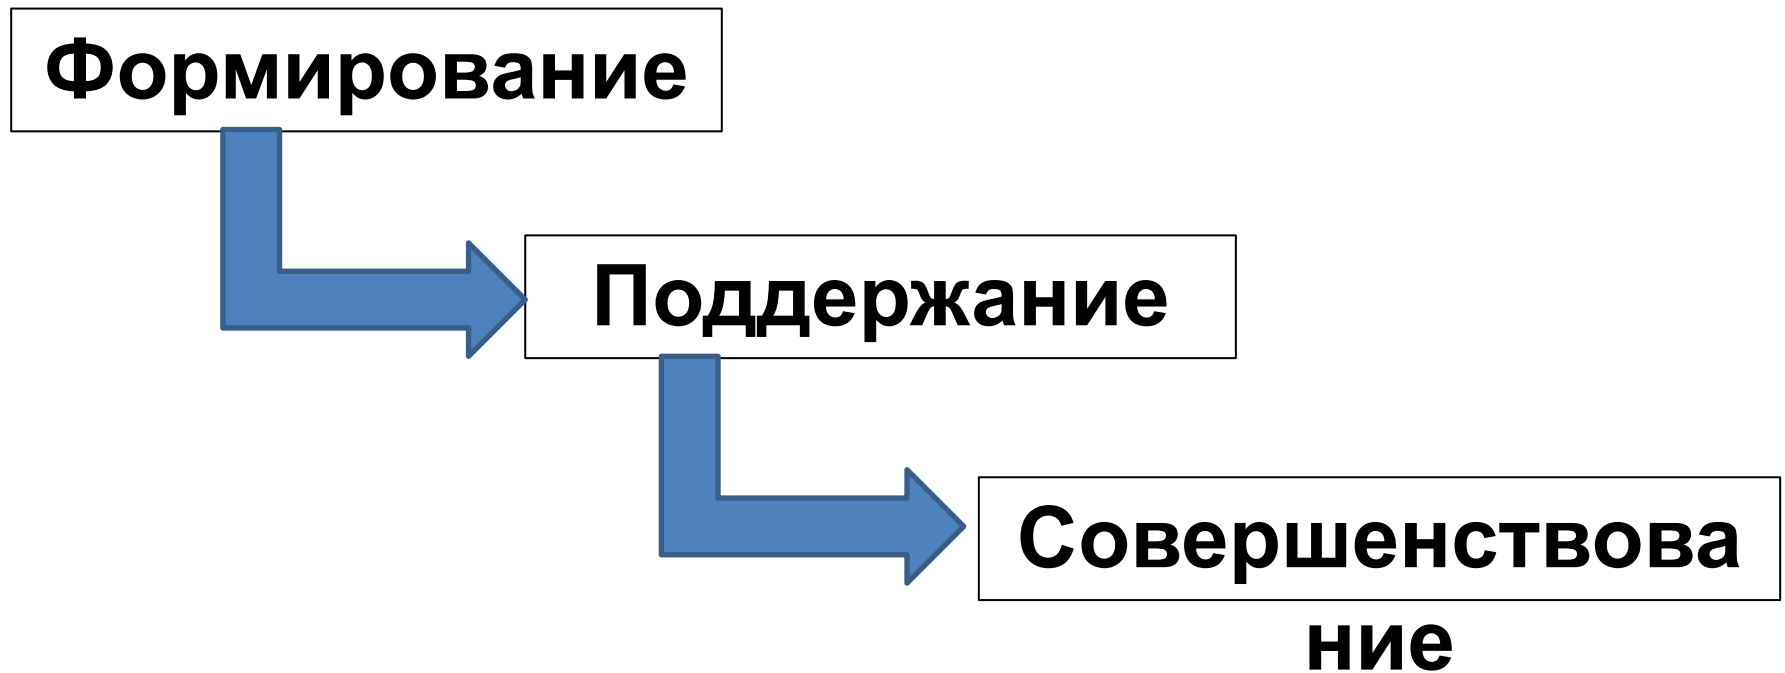 Формирование
Поддержание
Совершенствова
ние